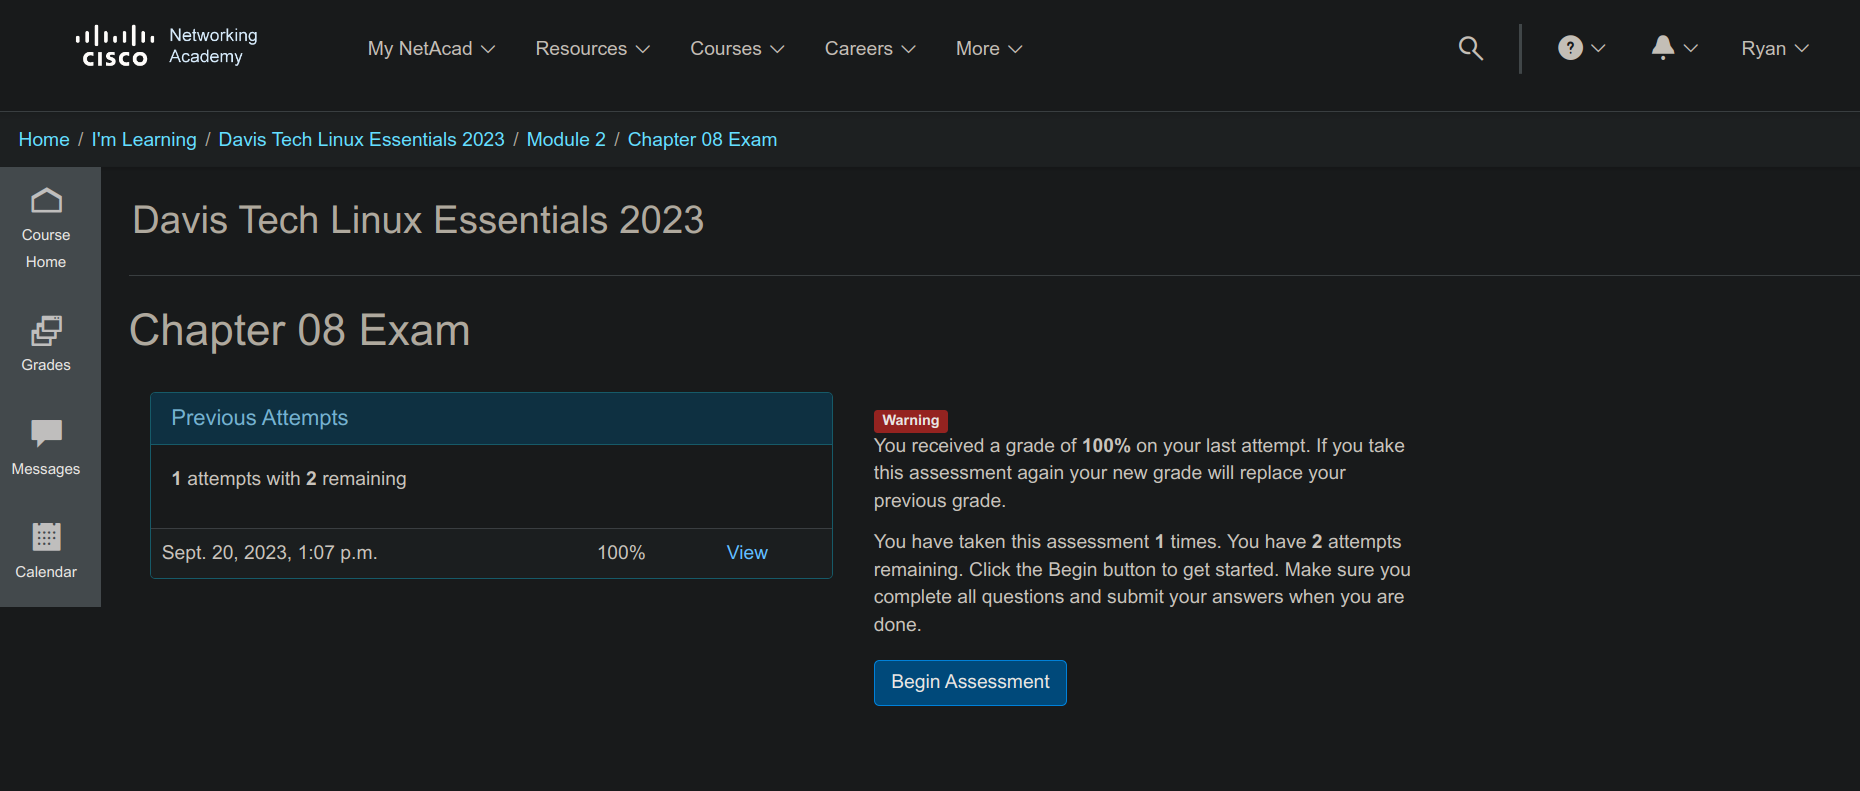 CISCO
Networking
Academy
My NetAcad
Resources
Courses
Careers
More
?
Ryan
Home / I'm Learning / Davis Tech Linux Essentials 2023 / Module 2 / Chapter 08 Exam
Course
Home
Grades
Messages
Calendar
Davis Tech Linux Essentials 2023
Chapter 08 Exam
Previous Attempts
1 attempts with 2 remaining
Sept. 20, 2023, 1:07 p.m. 100% View
Warning
You received a grade of 100% on your last attempt. If you take
this assessment again your new grade will replace your
previous grade.
You have taken this assessment 1 times. You have 2 attempts
remaining. Click the Begin button to get started. Make sure you
complete all questions and submit your answers when you are
done.
Begin Assessment